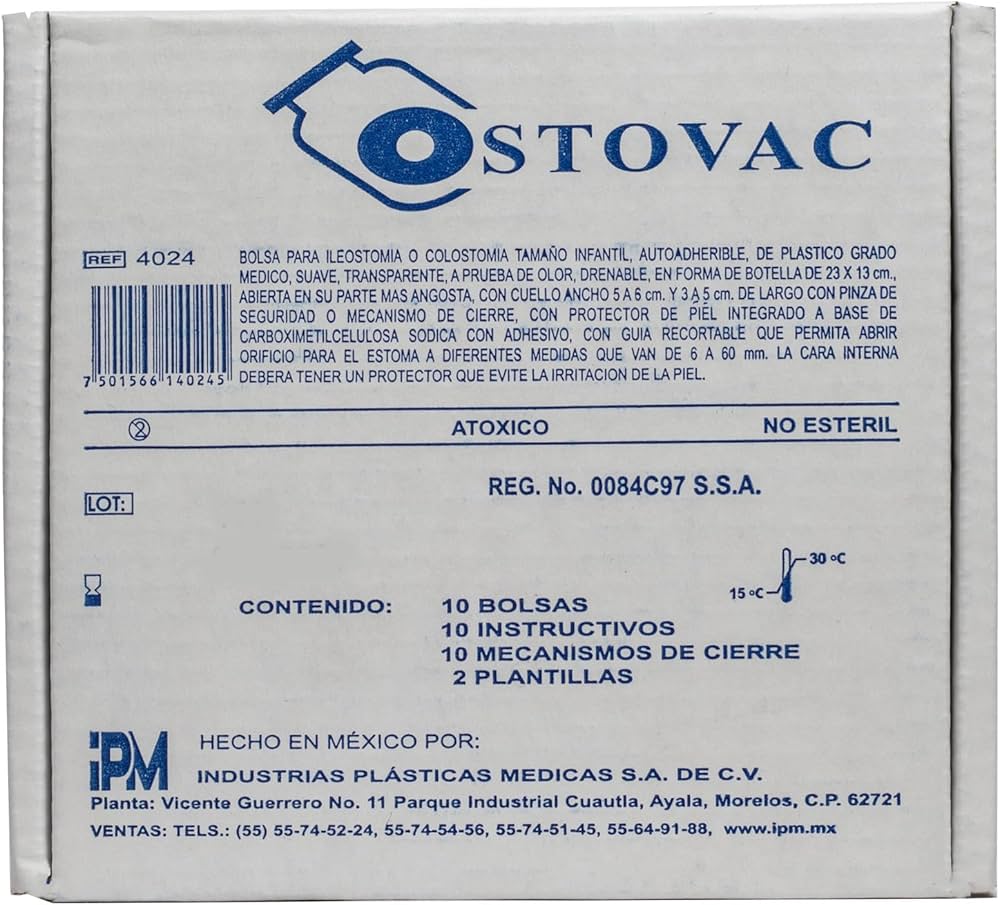 OSTOVAC
REF 4024
BOLSA PARA ILEOSTOMIA O COLOSTOMIA TAMAÑO INFANTIL, AUTOADHERIBLE, DE PLASTICO GRADO
MEDICO, SUAVE, TRANSPARENTE, A PRUEBA DE OLOR, DRENABLE, EN FORMA DE BOTELLA DE 23 X 13 cm.,
ABIERTA EN SU PARTE MAS ANGOSTA, CON CUELLO ANCHO 5 A 6 cm. Y 3 A 5 cm. DE LARGO CON PINZA DE
SEGURIDAD O MECANISMO DE CIERRE, CON PROTECTOR DE PIEL INTEGRADO A BASE DE
CARBOXIMETILCELULOSA SODICA CON ADHESIVO, CON GUIA RECORTABLE QUE PERMITA ABRIR
ORIFICIO PARA EL ESTOMA A DIFERENTES MEDIDAS QUE VAN DE 6 A 60 mm. LA CARA INTERNA
DEBERA TENER UN PROTECTOR QUE EVITE LA IRRITACION DE LA PIEL.
7 501566 140245
2 ATOXICO NO ESTERIL
REG. No. 0084C97 S.S.A.
LOT:
30 °C
15 °C
CONTENIDO: 10 BOLSAS
10 INSTRUCTIVOS
10 MECANISMOS DE CIERRE
2 PLANTILLAS
iPM HECHO EN MÉXICO POR:
INDUSTRIAS PLÁSTICAS MEDICAS S.A. DE C.V.
Planta: Vicente Guerrero No. 11 Parque Industrial Cuautla, Ayala, Morelos, C.P. 62721
VENTAS: TELS.: (55) 55-74-52-24, 55-74-54-56, 55-74-51-45, 55-64-91-88, www.ipm.mx